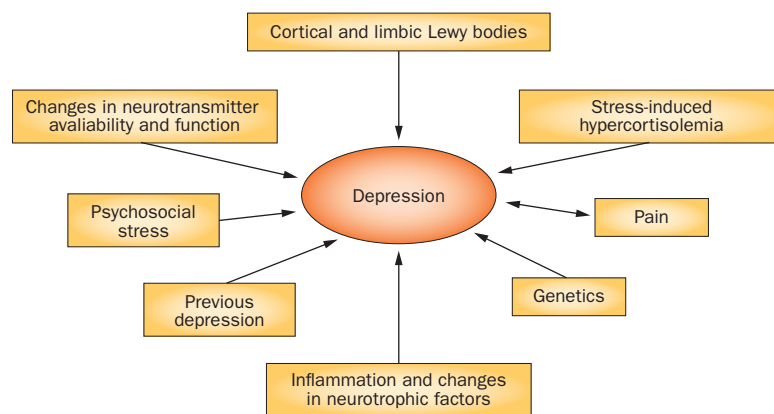 Cortical and limbic Lewy bodies
Changes in neurotransmitter
avaliability and function
Stress-induced
hypercortisolemia
Depression
Psychosocial
stress
Pain
Previous
depression
Genetics
Inflammation and changes
in neurotrophic factors